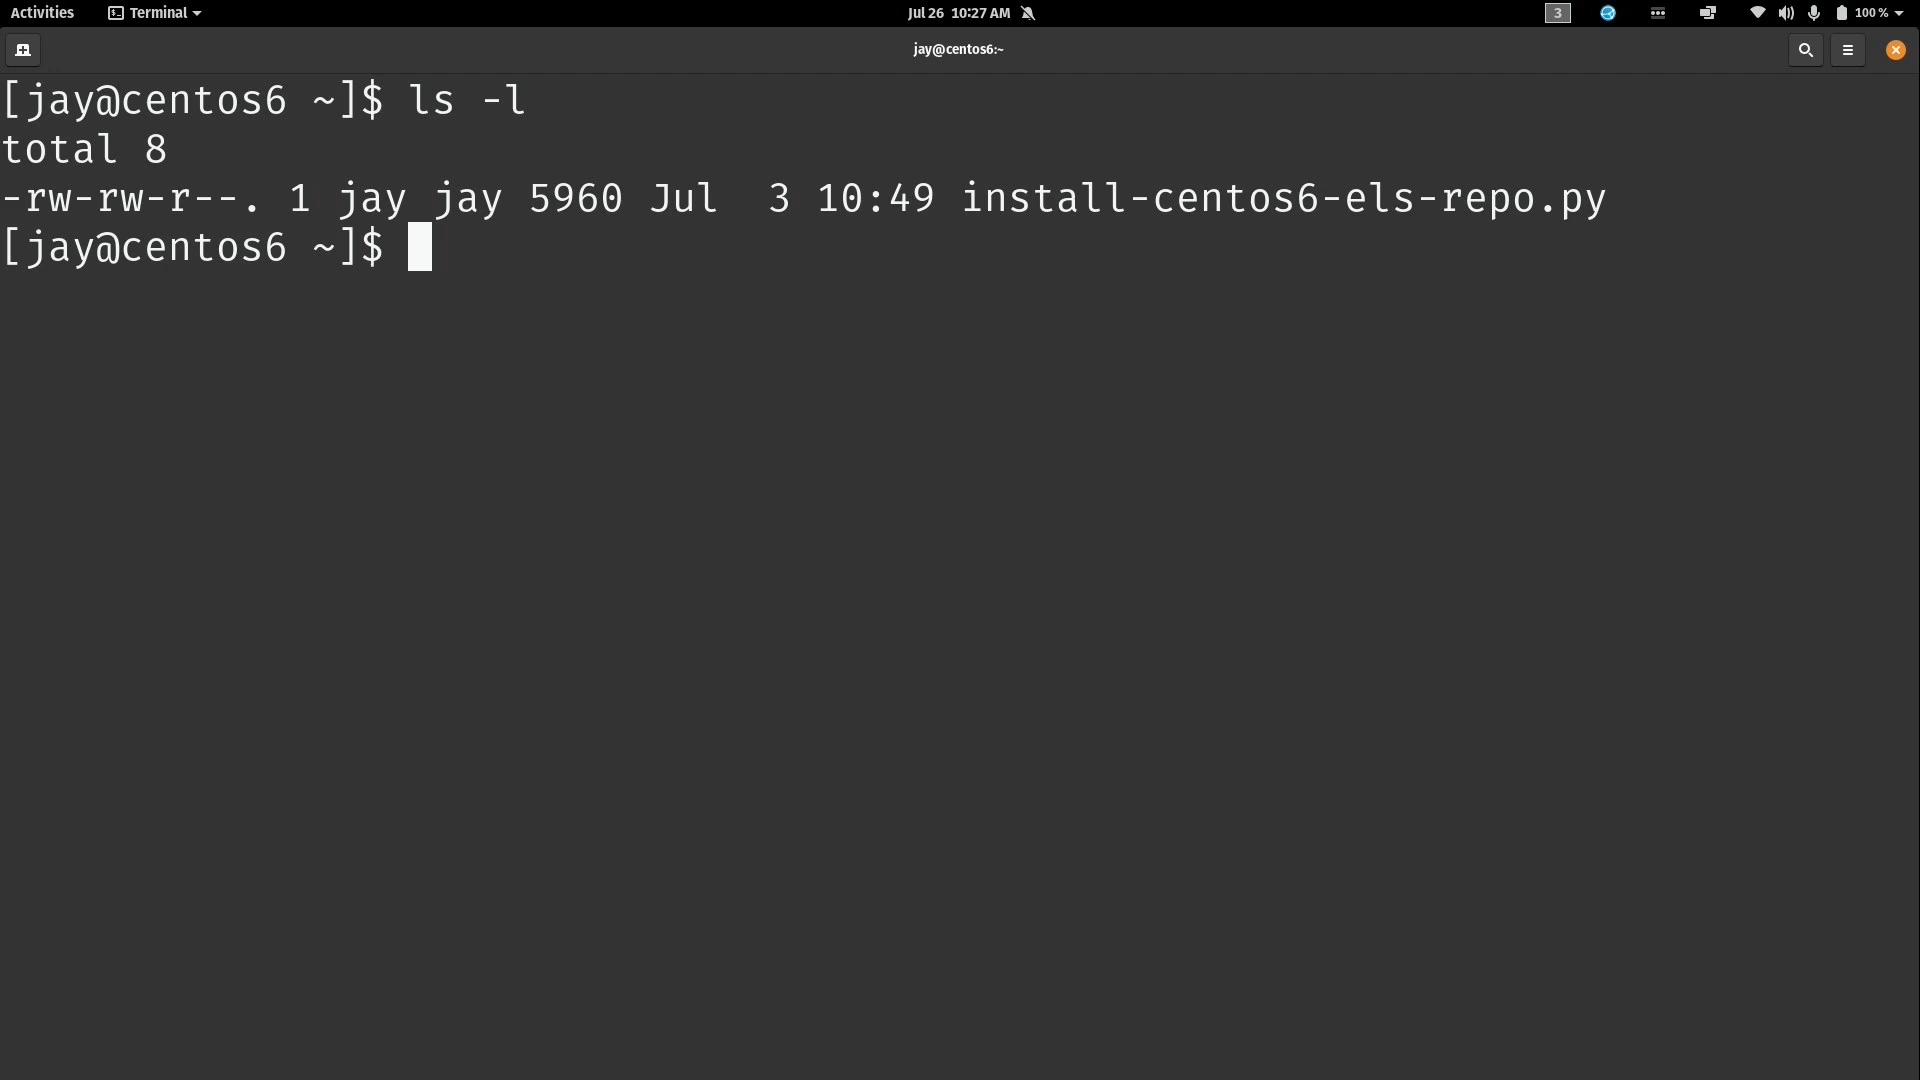 Activities Terminal Jul 26 10:27 AM 3 100 %
jay@centos6:~
[jay@centos6 ~]$ ls -l
total 8
-rw-rw-r--. 1 jay jay 5960 Jul  3 10:49 install-centos6-els-repo.py
[jay@centos6 ~]$